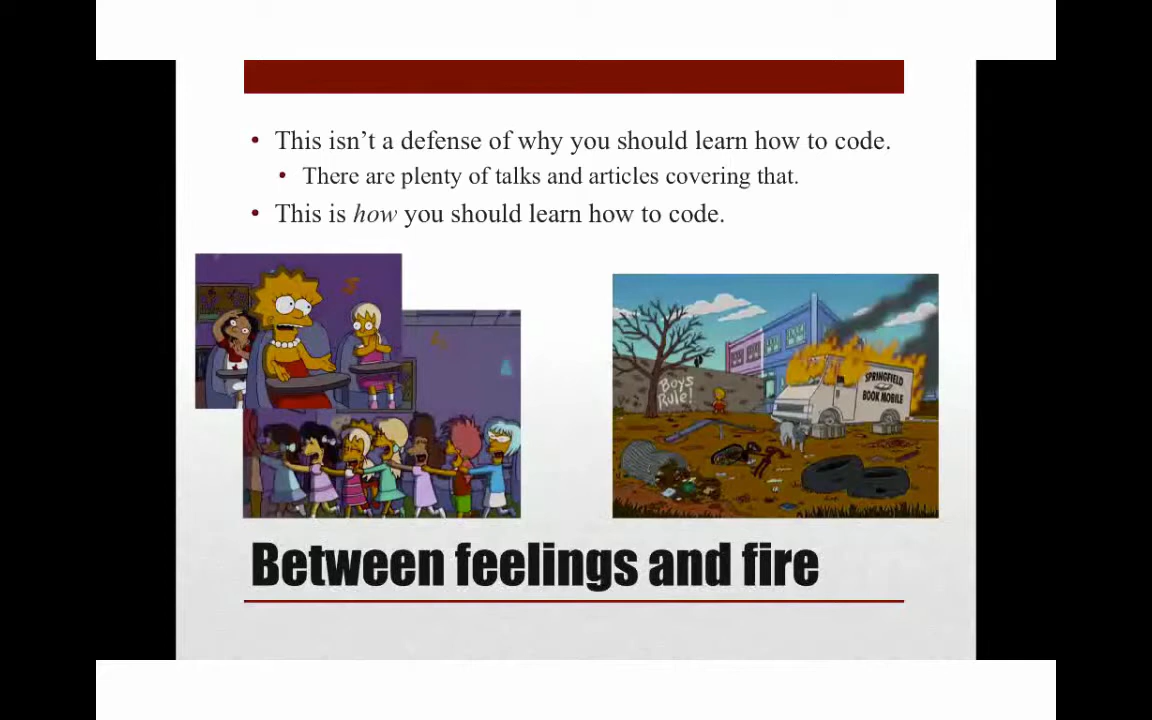 • This isn't a defense of why you should learn how to code.
• There are plenty of talks and articles covering that.
• This is how you should learn how to code.
Boys
Rule!
SPRINGFIELD
BOOK MOBILE
Between feelings and fire